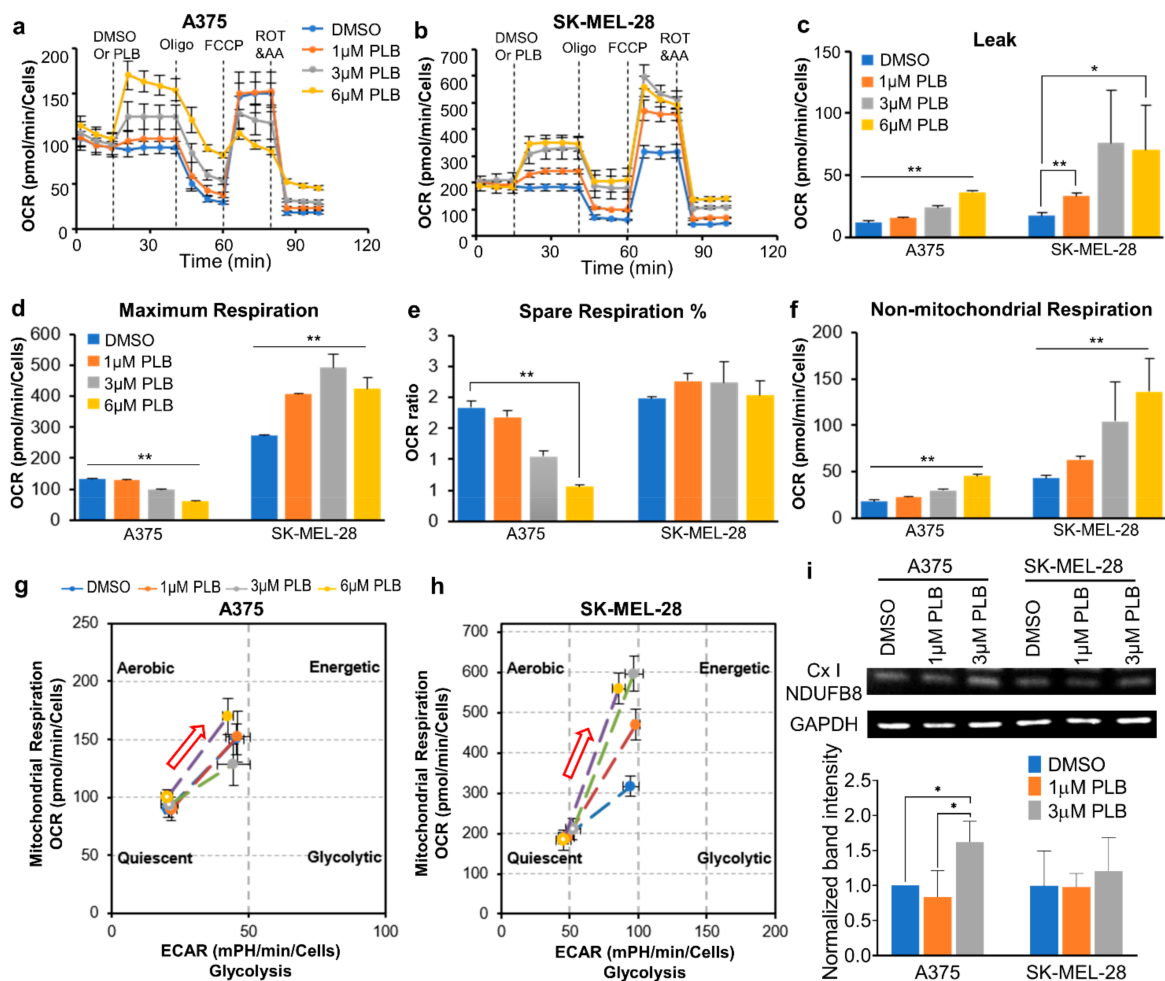 a
A375
DMSO
Or PLB
Oligo
FCCP
ROT
&AA
DMSO
1μM PLB
3μM PLB
6μM PLB
OCR (pmol/min/Cells)
200
150
100
50
0
0
30
60
90
120
Time (min)
b
SK-MEL-28
DMSO
Or PLB
Oligo
FCCP
ROT
&AA
OCR (pmol/min/Cells)
700
600
500
400
300
200
100
0
0
30
60
90
120
Time (min)
c
Leak
DMSO
1μM PLB
3μM PLB
6μM PLB
OCR (pmol/min/Cells)
150
100
50
0
**
**
*
A375
SK-MEL-28
d
Maximum Respiration
DMSO
1μM PLB
3μM PLB
6μM PLB
OCR (pmol/min/Cells)
600
500
400
300
200
100
0
**
**
A375
SK-MEL-28
e
Spare Respiration %
OCR ratio
3
3
2
2
1
1
0
**
A375
SK-MEL-28
f
Non-mitochondrial Respiration
OCR (pmol/min/Cells)
200
150
100
50
0
**
**
A375
SK-MEL-28
g
DMSO
1μM PLB
3μM PLB
6μM PLB
A375
Mitochondrial Respiration
OCR (pmol/min/Cells)
250
200
150
100
50
0
Aerobic
Energetic
Quiescent
Glycolytic
0
50
100
ECAR (mPH/min/Cells)
Glycolysis
h
SK-MEL-28
Mitochondrial Respiration
OCR (pmol/min/Cells)
700
600
500
400
300
200
100
0
Aerobic
Energetic
Quiescent
Glycolytic
0
50
100
150
200
ECAR (mPH/min/Cells)
Glycolysis
i
A375
SK-MEL-28
DMSO
1μM PLB
3μM PLB
DMSO
1μM PLB
3μM PLB
Cx I
NDUFB8
GAPDH
DMSO
1μM PLB
3μM PLB
Normalized band intensity
2.5
2.0
1.5
1.0
0.5
0.0
*
*
A375
SK-MEL-28